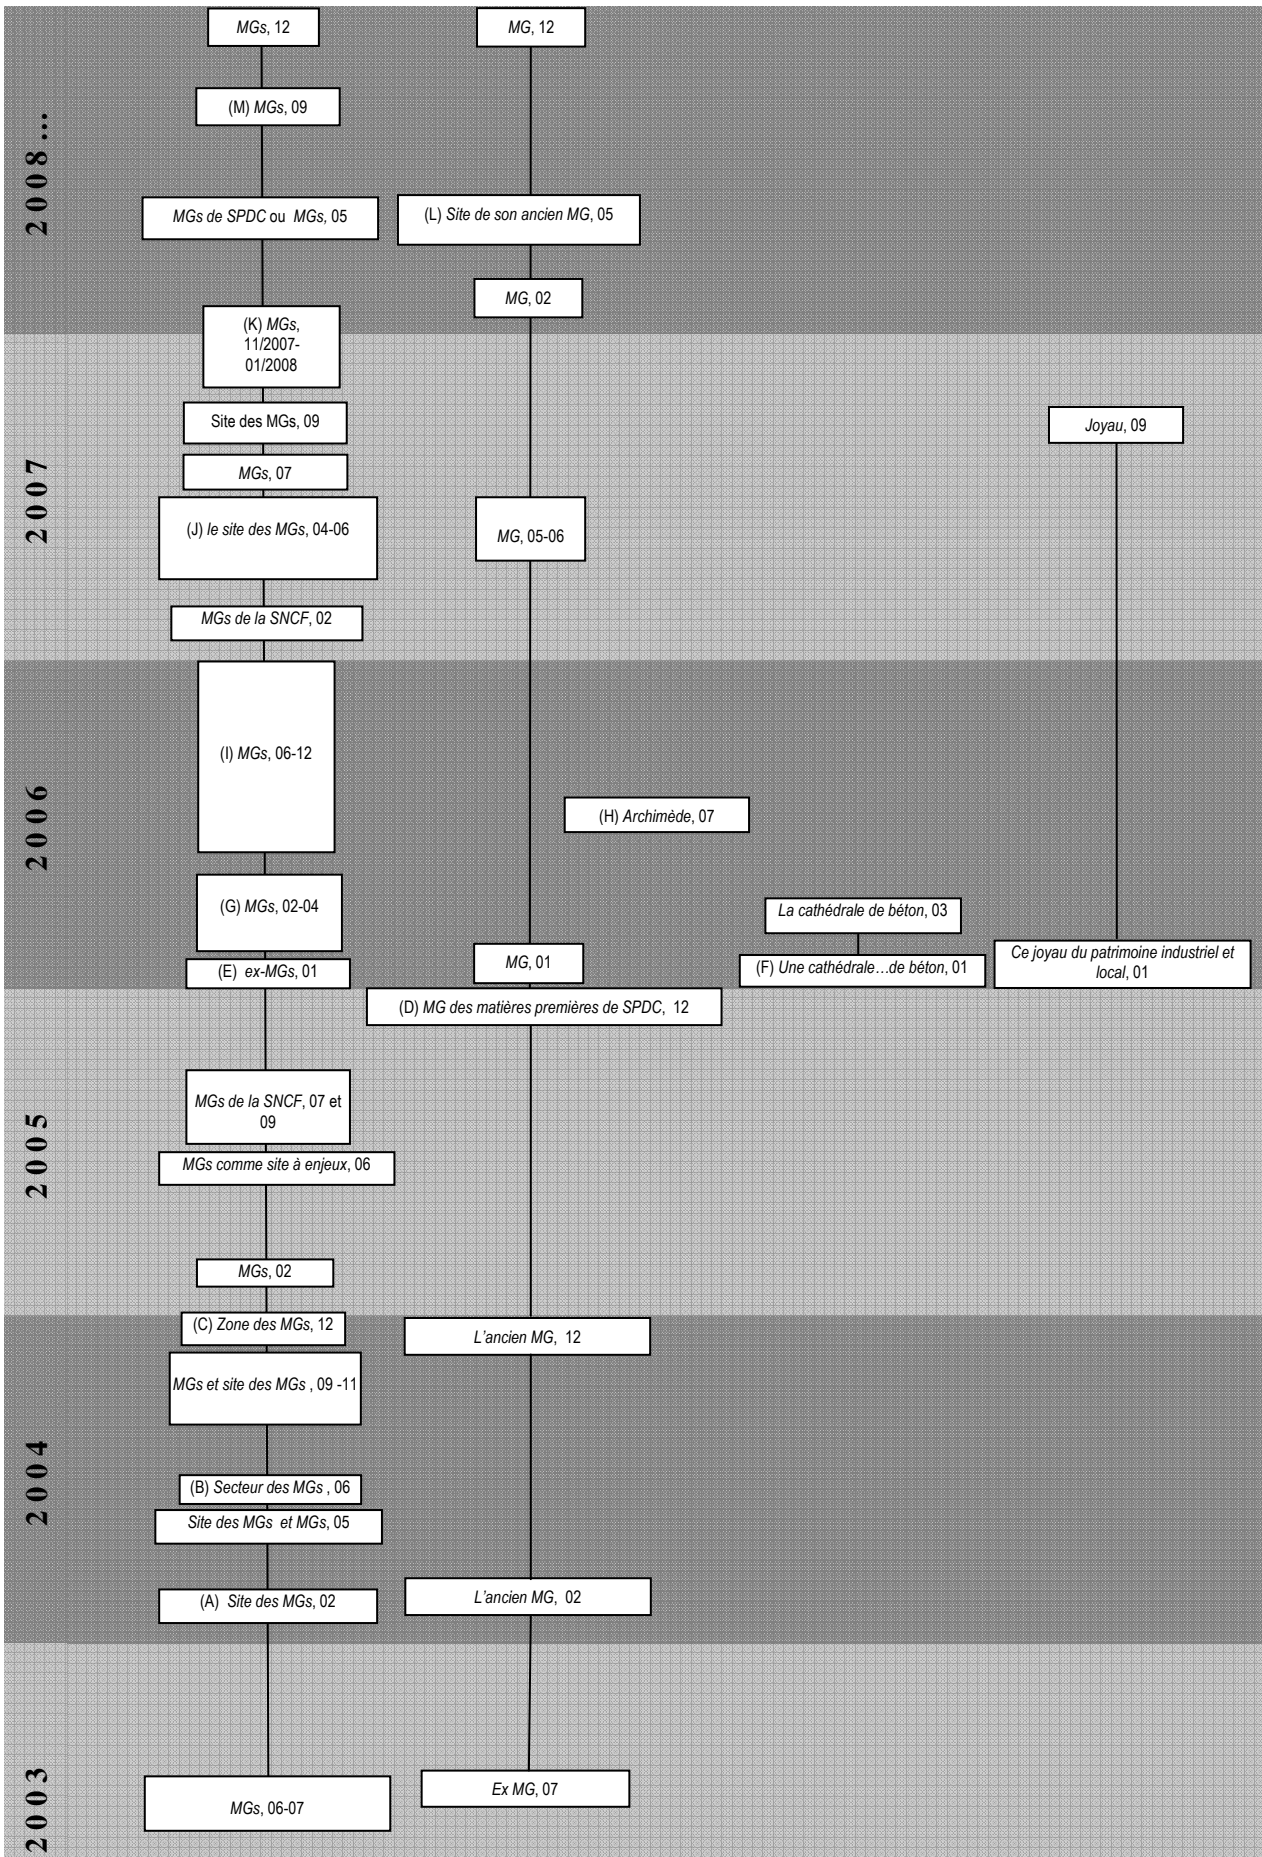 2008...
MGs, 12
MG, 12
(M) MGs, 09
MGs de SPDC ou MGs, 05
(L) Site de son ancien MG, 05
MG, 02
(K) MGs,
11/2007-
01/2008
2007
Site des MGs, 09
Joyau, 09
MGs, 07
(J) le site des MGs, 04-06
MG, 05-06
MGs de la SNCF, 02
2006
(I) MGs, 06-12
(H) Archimède, 07
(G) MGs, 02-04
La cathédrale de béton, 03
MG, 01
(E) ex-MGs, 01
(F) Une cathédrale...de béton, 01
Ce joyau du patrimoine industriel et
local, 01
2005
(D) MG des matières premières de SPDC, 12
MGs de la SNCF, 07 et
09
MGs comme site à enjeux, 06
MGs, 02
2004
(C) Zone des MGs, 12
L'ancien MG, 12
MGs et site des MGs , 09 -11
(B) Secteur des MGs , 06
Site des MGs et MGs, 05
(A) Site des MGs, 02
L'ancien MG, 02
2003
MGs, 06-07
Ex MG, 07